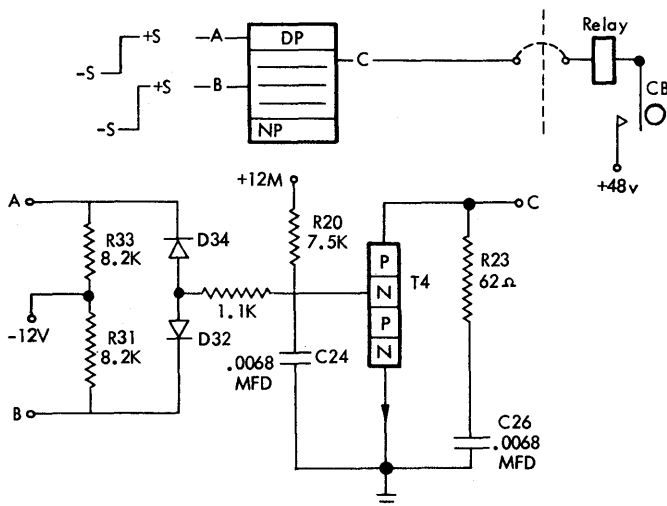 Relay
+S
-S
A
DP
C
+S
-S
B
NP
CB
+48v
+12M
A
R20
7.5K
C
R33
8.2K
D34
P
N
P
N
T4
R23
62Ω
-12V
1.1K
R31
8.2K
D32
C24
.0068
MFD
B
C26
.0068
MFD